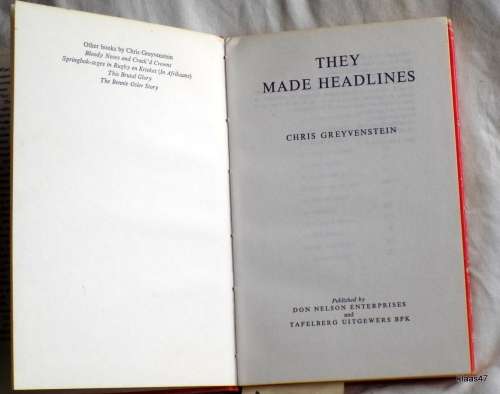 Other books by Chris Greyvenstein
Bloody Noses and Crack'd Crowns
Springbok-seges in Rugby en Krieket (In Afrikaans)
This Brutal Glory
The Bennie Osler Story
THEY
MADE HEADLINES
CHRIS GREYVENSTEIN
Published by
DON NELSON ENTERPRISES
and
TAFELBERG UITGEWERS BPK
klaas47